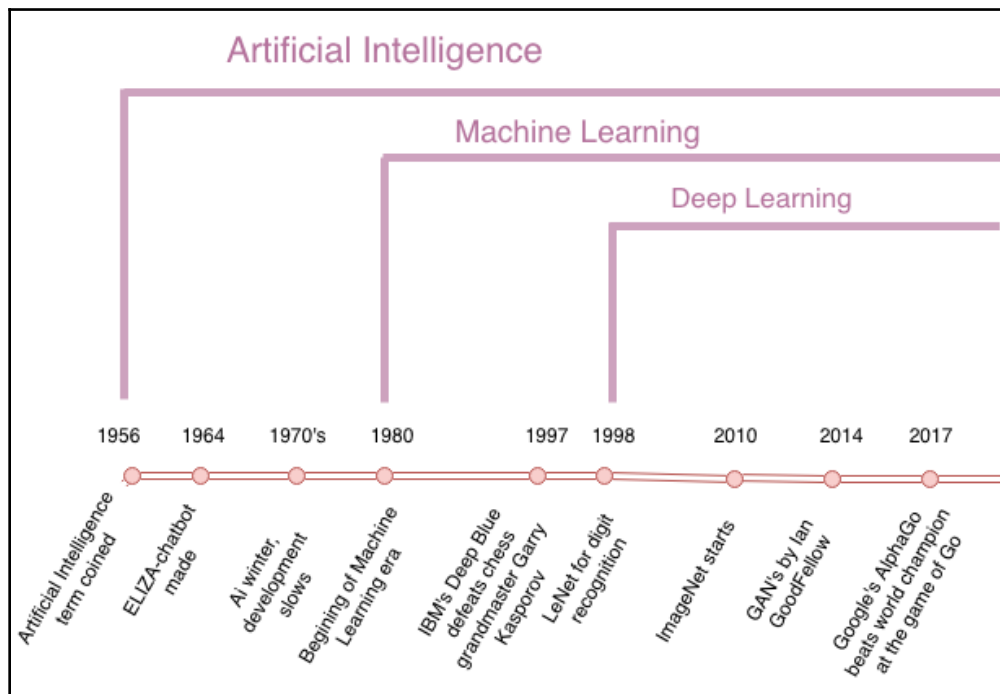 Artificial Intelligence
Machine Learning
Deep Learning
1956
1964
1970's
1980
1997
1998
2010
2014
2017
Artificial Intelligence
term coined
ELIZA-chatbot
made
Ai winter,
development
slows
Begining of Machine
Learning era
IBM's Deep Blue
defeats chess
grandmaster Garry
Kasporov
LeNet for digit
recognittion
ImageNet starts
GAN's by Ian
GoodFellow
Google's AlphaGo
beats world champion
at the game of Go